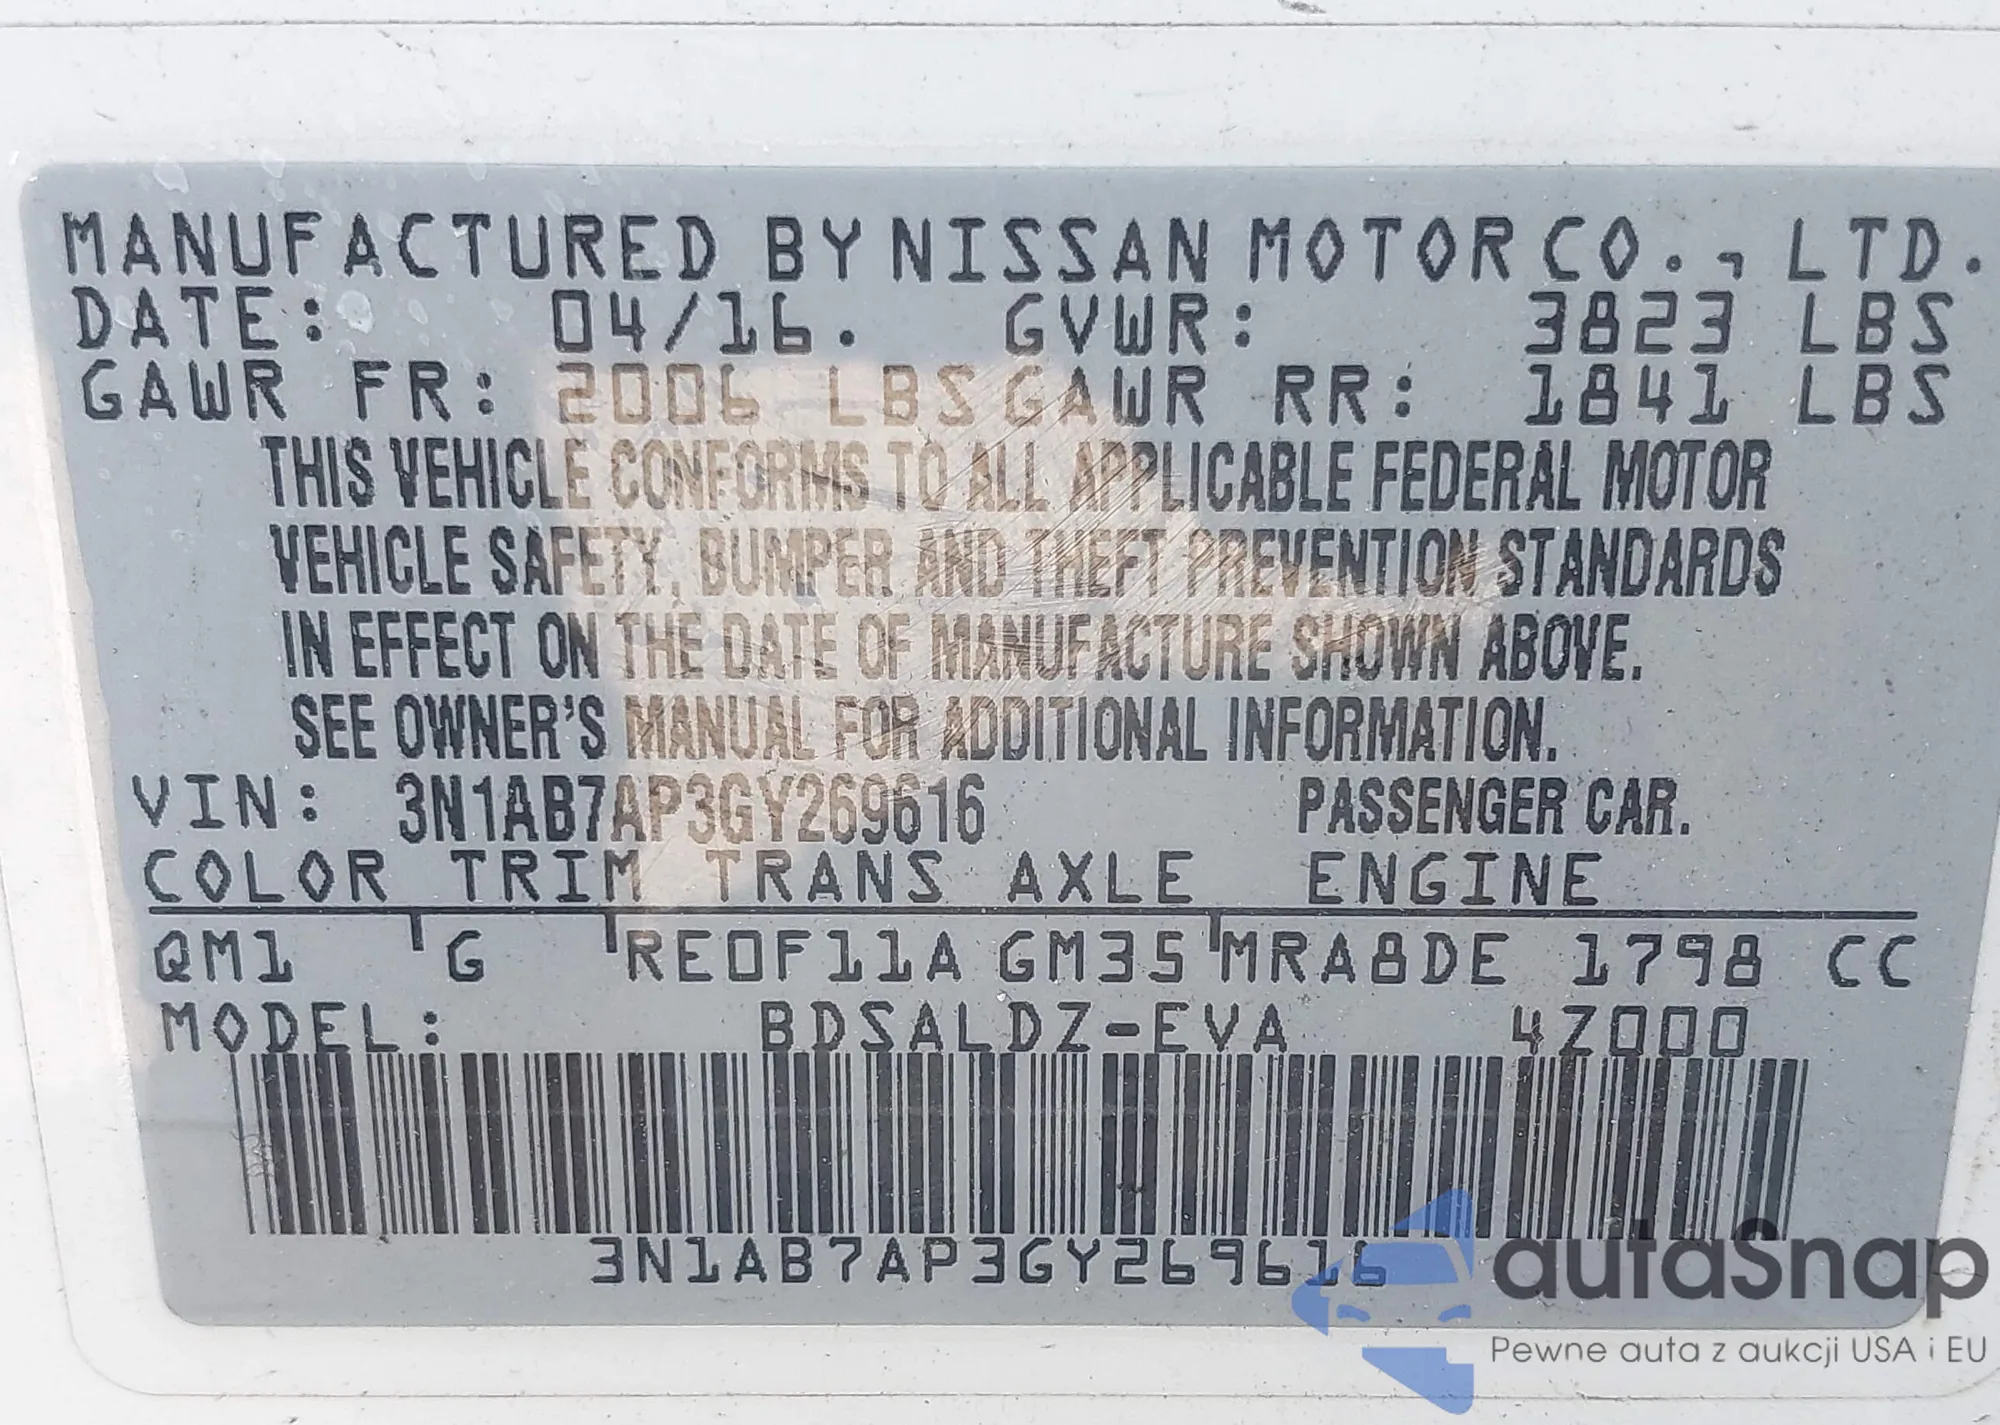 MANUFACTURED BY NISSAN MOTOR CO., LTD.
DATE: 04/16. GVWR: 3823 LBS
GAWR FR: 2006 LBS GAWR RR: 1841 LBS
THIS VEHICLE CONFORMS TO ALL APPLICABLE FEDERAL MOTOR
VEHICLE SAFETY, BUMPER AND THEFT PREVENTION STANDARDS
IN EFFECT ON THE DATE OF MANUFACTURE SHOWN ABOVE.
SEE OWNER'S MANUAL FOR ADDITIONAL INFORMATION.
VIN: 3N1AB7AP3GY269616 PASSENGER CAR.
COLOR TRIM TRANS AXLE ENGINE
QM1 G RE0F11A GM35 MRA8DE 1798 CC
MODEL: BDSALDZ-EVA 4Z000
3N1AB7AP3GY269616
autaSnap
Pewne auta z aukcji USA i EU